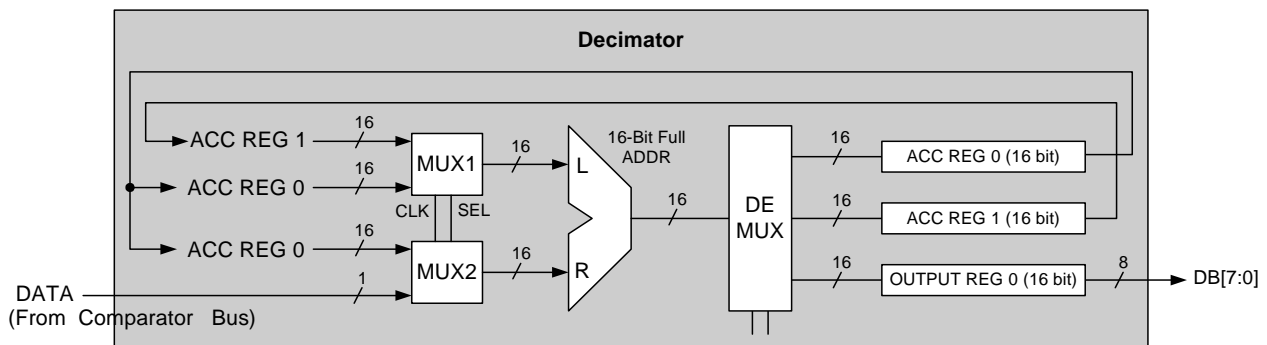 Decimator
ACC REG 1
16
MUX1
16
L
16-Bit Full
ADDR
16
ACC REG 0 (16 bit)
ACC REG 0
16
CLK
SEL
16
DE
MUX
16
ACC REG 1 (16 bit)
ACC REG 0
16
MUX2
16
R
16
OUTPUT REG 0 (16 bit)
8
DB[7:0]
DATA
1
(From Comparator Bus)